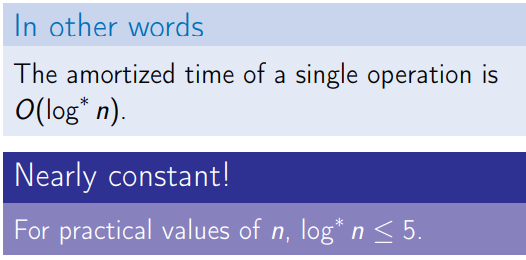 In other words
The amortized time of a single operation is
O(log* n).
Nearly constant!
For practical values of n, log* n ≤ 5.